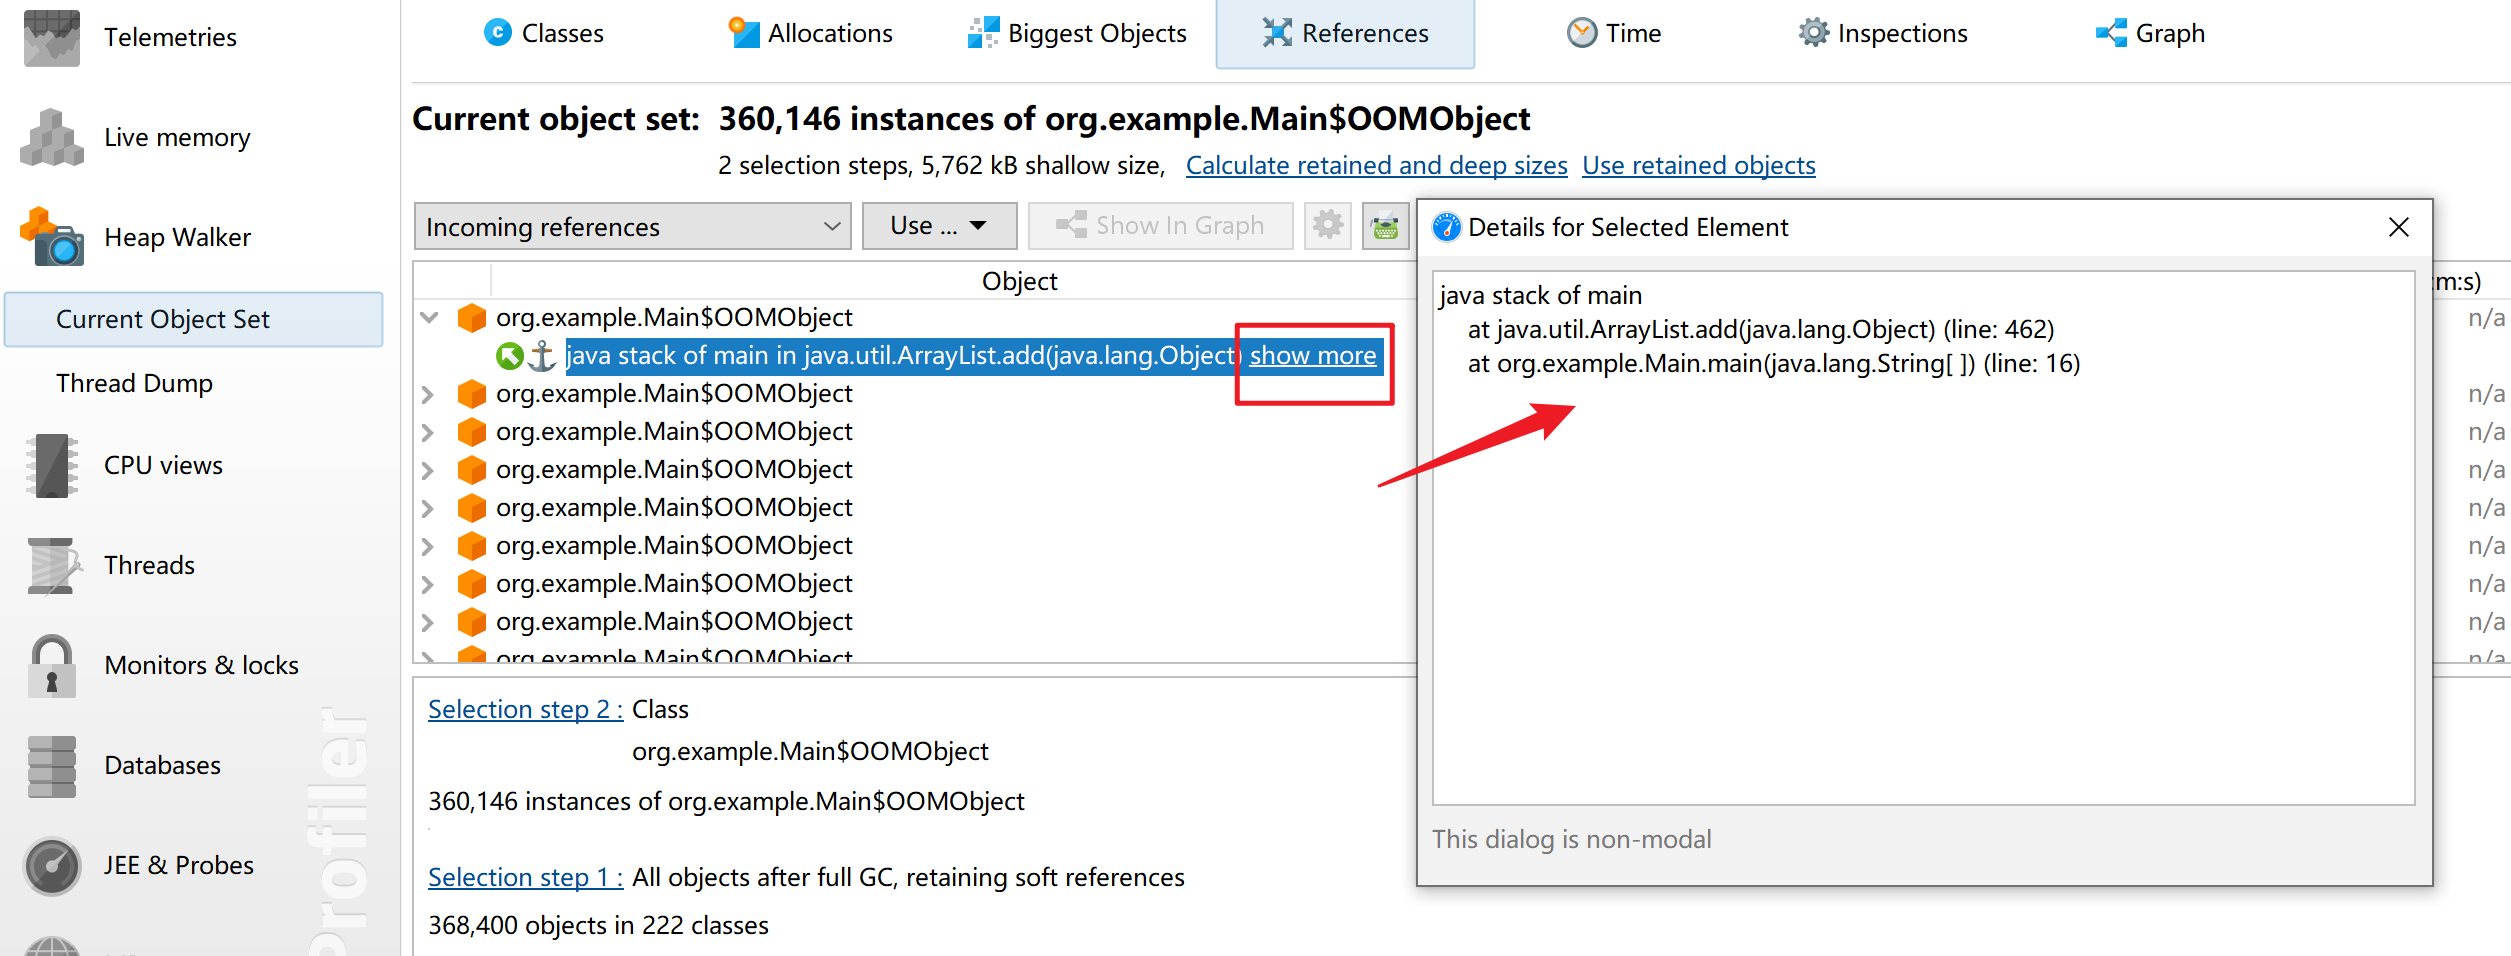 Telemetries
Live memory
Heap Walker
Current Object Set
Thread Dump
CPU views
Threads
Monitors & locks
Databases
JEE & Probes
Profiler
Classes
Allocations
Biggest Objects
References
Time
Inspections
Graph
Current object set: 360,146 instances of org.example.Main$OOMObject
2 selection steps, 5,762 kB shallow size, Calculate retained and deep sizes Use retained objects
Incoming references
Use ...
Show In Graph
Object
:m:s)
org.example.Main$OOMObject
n/a
java stack of main in java.util.ArrayList.add(java.lang.Object) show more
org.example.Main$OOMObject
n/a
org.example.Main$OOMObject
n/a
org.example.Main$OOMObject
n/a
org.example.Main$OOMObject
n/a
org.example.Main$OOMObject
n/a
org.example.Main$OOMObject
n/a
org.example.Main$OOMObject
n/a
org.example.Main$OOMObject
n/a
Selection step 2 : Class
org.example.Main$OOMObject
360,146 instances of org.example.Main$OOMObject
Selection step 1 : All objects after full GC, retaining soft references
368,400 objects in 222 classes
Details for Selected Element
java stack of main
at java.util.ArrayList.add(java.lang.Object) (line: 462)
at org.example.Main.main(java.lang.String[ ]) (line: 16)
This dialog is non-modal